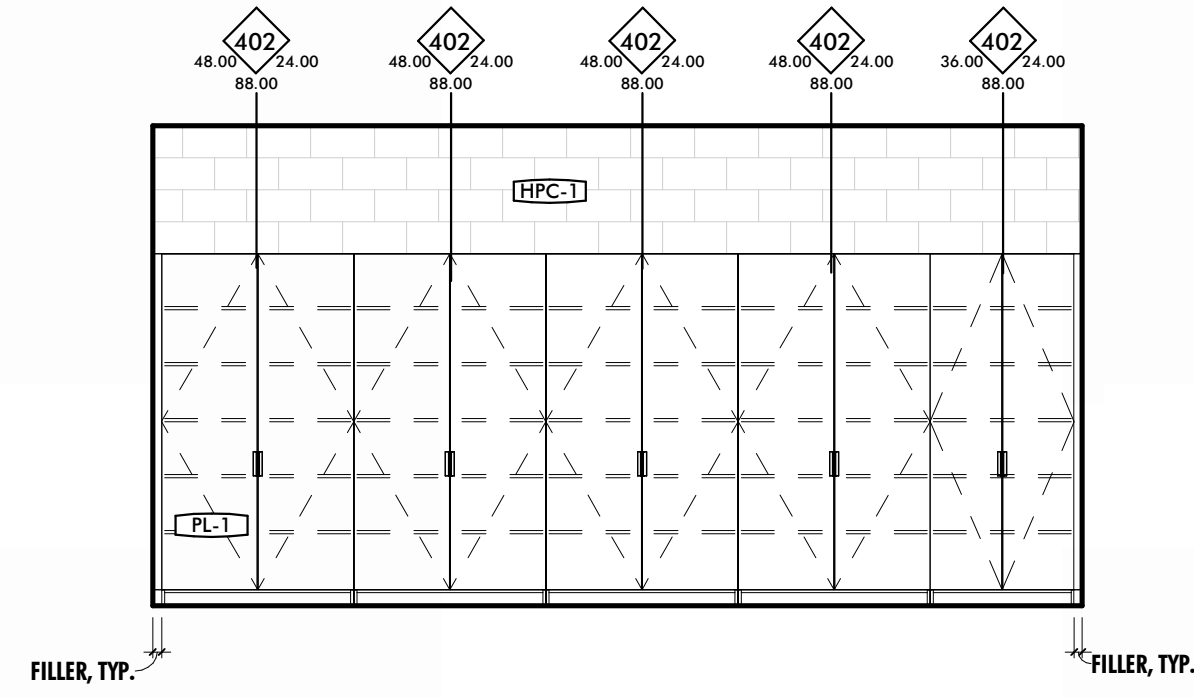 402 402 402 402 402
48.00 24.00 48.00 24.00 48.00 24.00 48.00 24.00 36.00 24.00
88.00 88.00 88.00 88.00 88.00
HPC-1
PL-1
FILLER, TYP. FILLER, TYP.